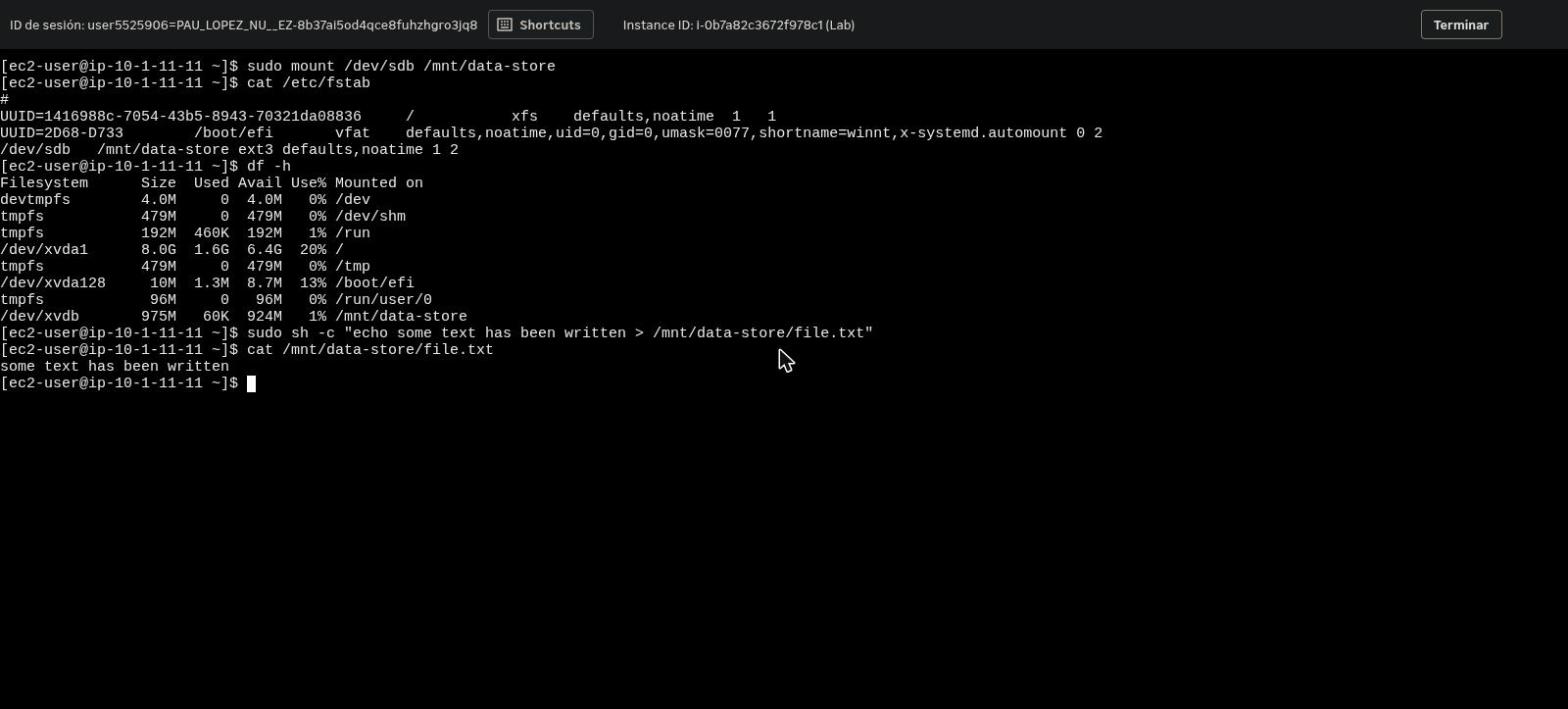 ID de sesión: user5525906=PAU_LOPEZ_NU__EZ-8b37ai5od4qce8fuhzhgro3jq8 Shortcuts Instance ID: i-0b7a82c3672f978c1 (Lab) Terminar
[ec2-user@ip-10-1-11-11 ~]$ sudo mount /dev/sdb /mnt/data-store
[ec2-user@ip-10-1-11-11 ~]$ cat /etc/fstab
#
UUID=1416988c-7054-43b5-8943-70321da08836     /           xfs    defaults,noatime  1   1
UUID=2D68-D733        /boot/efi       vfat    defaults,noatime,uid=0,gid=0,umask=0077,shortname=winnt,x-systemd.automount 0 2
/dev/sdb   /mnt/data-store ext3 defaults,noatime 1 2
[ec2-user@ip-10-1-11-11 ~]$ df -h
Filesystem      Size  Used Avail Use% Mounted on
devtmpfs        4.0M     0  4.0M   0% /dev
tmpfs           479M     0  479M   0% /dev/shm
tmpfs           192M  460K  192M   1% /run
/dev/xvda1      8.0G  1.6G  6.4G  20% /
tmpfs           479M     0  479M   0% /tmp
/dev/xvda128     10M  1.3M  8.7M  13% /boot/efi
tmpfs            96M     0   96M   0% /run/user/0
/dev/xvdb       975M   60K  924M   1% /mnt/data-store
[ec2-user@ip-10-1-11-11 ~]$ sudo sh -c "echo some text has been written > /mnt/data-store/file.txt"
[ec2-user@ip-10-1-11-11 ~]$ cat /mnt/data-store/file.txt
some text has been written
[ec2-user@ip-10-1-11-11 ~]$